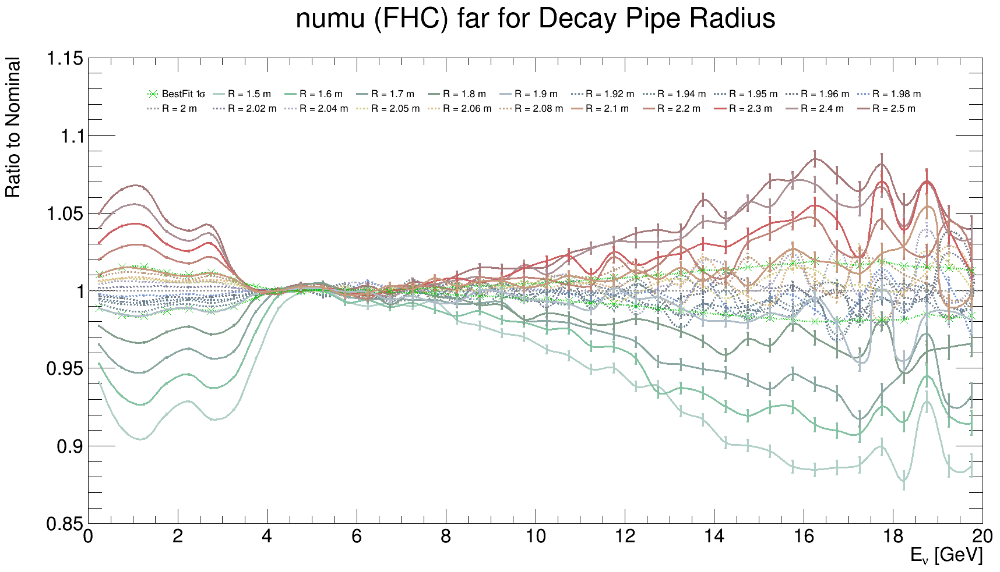 numu (FHC) far for Decay Pipe Radius
Ratio to Nominal
1.15
1.1
1.05
1
0.95
0.9
0.85
BestFit 1σ R = 1.5 m R = 1.6 m R = 1.7 m R = 1.8 m R = 1.9 m R = 1.92 m R = 1.94 m R = 1.95 m R = 1.96 m R = 1.98 m
R = 2 m R = 2.02 m R = 2.04 m R = 2.05 m R = 2.06 m R = 2.08 m R = 2.1 m R = 2.2 m R = 2.3 m R = 2.4 m R = 2.5 m
0 2 4 6 8 10 12 14 16 18 20
Eν [GeV]